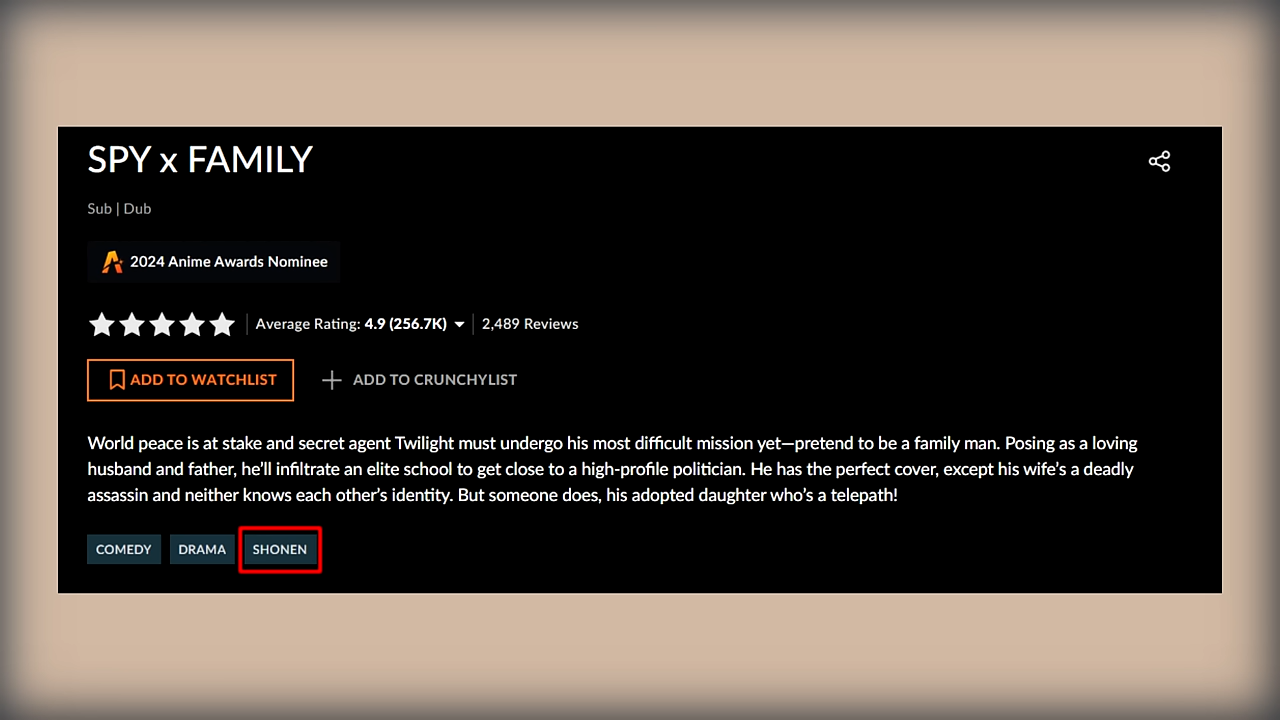 SPY x FAMILY
Sub | Dub
2024 Anime Awards Nominee
Average Rating: 4.9 (256.7K) 2,489 Reviews
ADD TO WATCHLIST ADD TO CRUNCHYLIST
World peace is at stake and secret agent Twilight must undergo his most difficult mission yet—pretend to be a family man. Posing as a loving
husband and father, he’ll infiltrate an elite school to get close to a high-profile politician. He has the perfect cover, except his wife’s a deadly
assassin and neither knows each other’s identity. But someone does, his adopted daughter who’s a telepath!
COMEDY DRAMA SHONEN